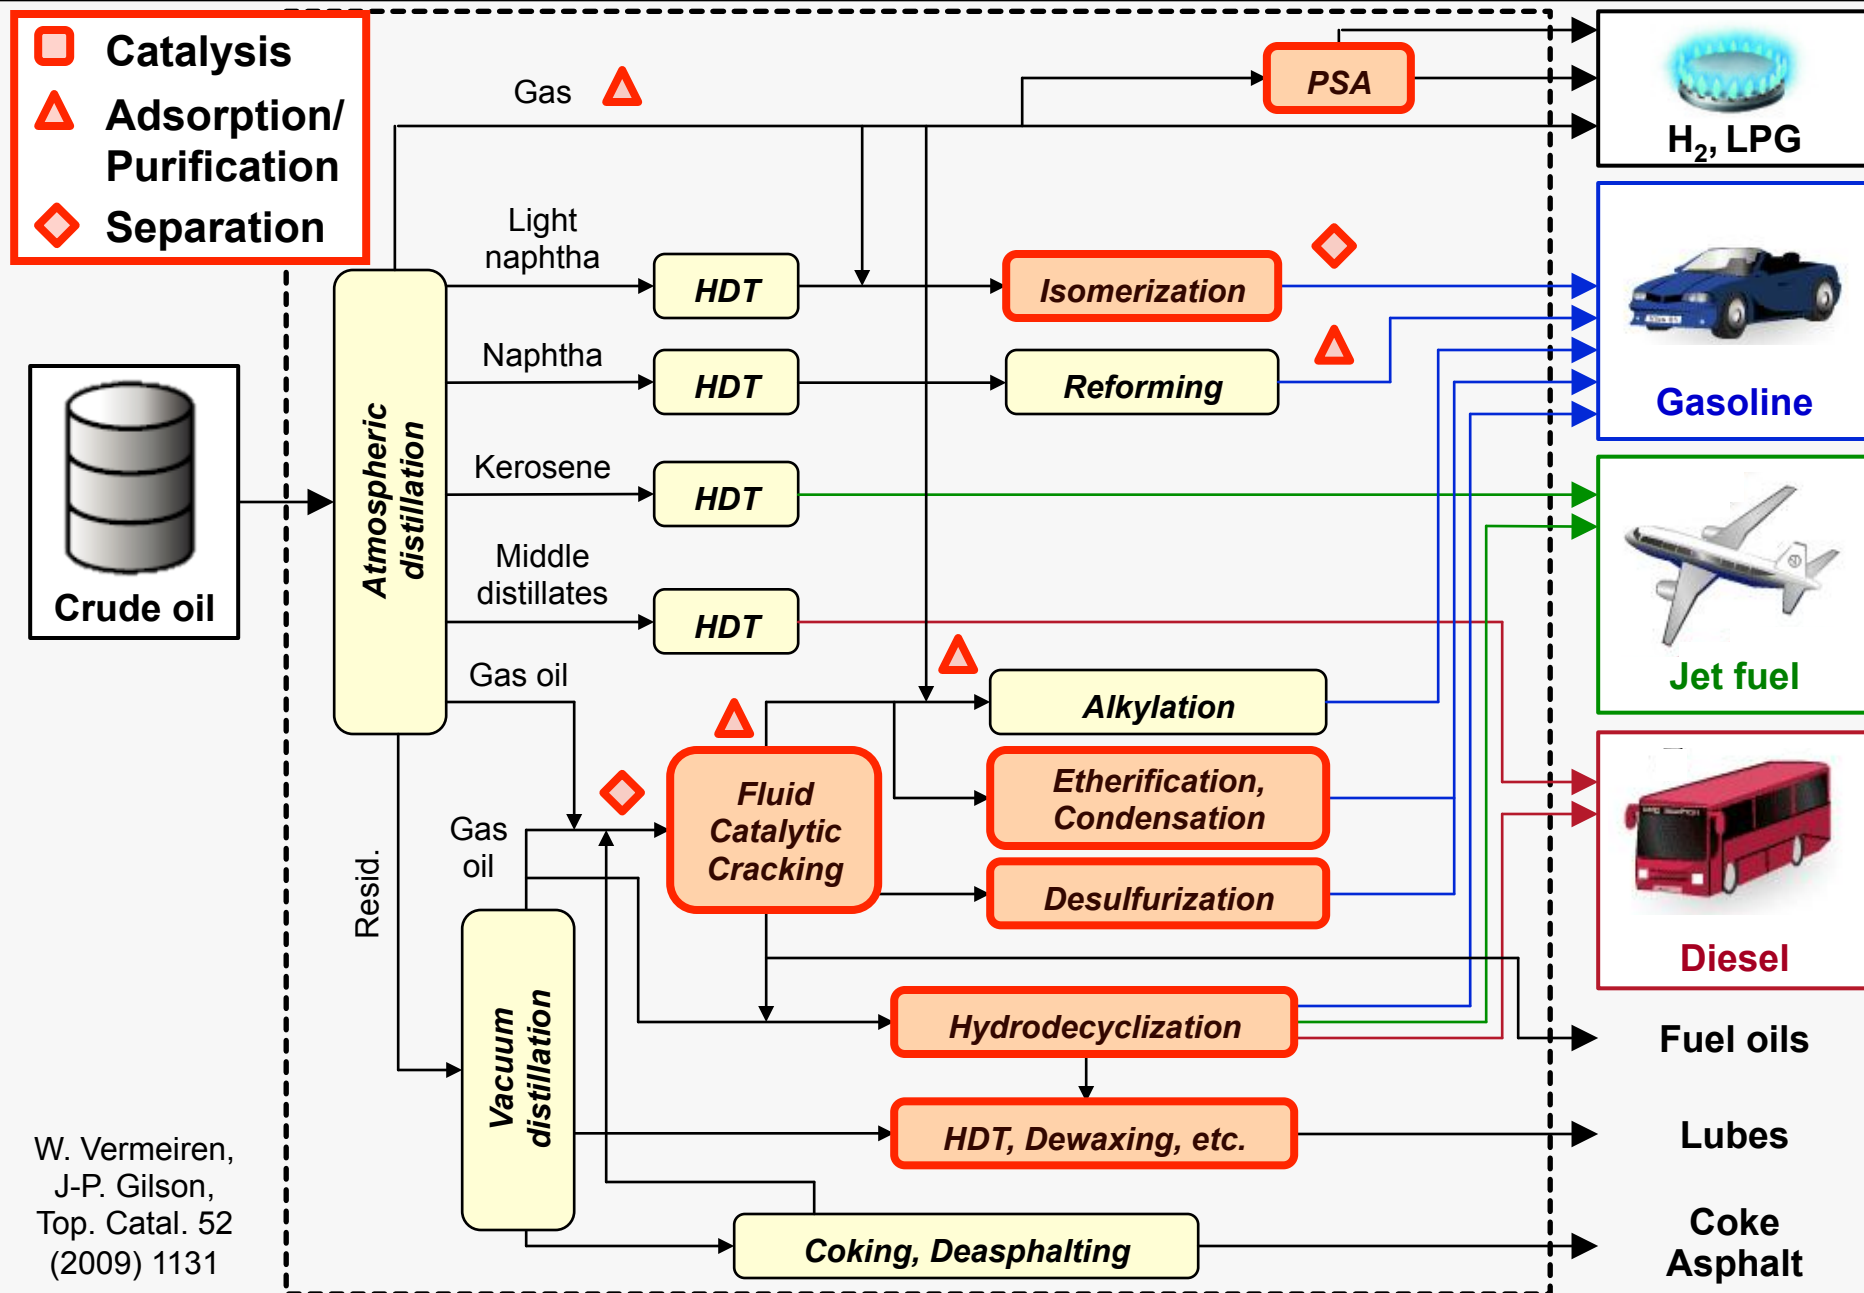 Catalysis
Adsorption/
Purification
Separation
Gas
PSA
H₂, LPG
Light
naphtha
HDT
Isomerization
Naphtha
HDT
Reforming
Gasoline
Kerosene
HDT
Atmospheric
distillation
Crude oil
Middle
distillates
HDT
Jet fuel
Gas oil
Alkylation
Fluid
Catalytic
Cracking
Etherification,
Condensation
Gas
oil
Resid.
Desulfurization
Diesel
Vacuum
distillation
Hydrodecyclization
Fuel oils
HDT, Dewaxing, etc.
Lubes
W. Vermeiren,
J-P. Gilson,
Top. Catal. 52
(2009) 1131
Coking, Deasphalting
Coke
Asphalt